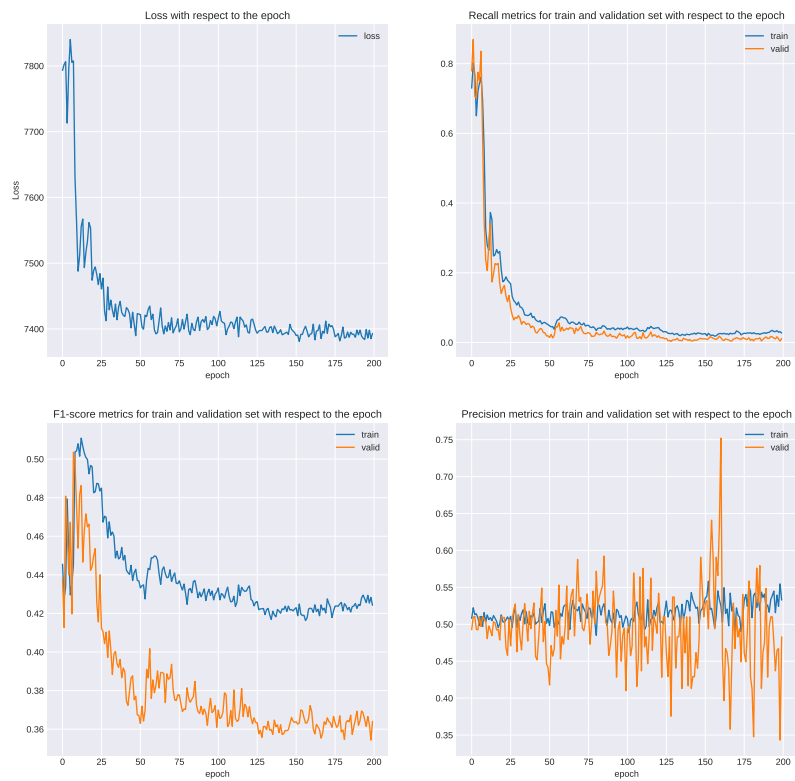 Loss with respect to the epoch
loss
7800
7700
7600
7500
7400
Loss
0 25 50 75 100 125 150 175 200
epoch
Recall metrics for train and validation set with respect to the epoch
train
valid
0.8
0.6
0.4
0.2
0.0
0 25 50 75 100 125 150 175 200
epoch
F1-score metrics for train and validation set with respect to the epoch
train
valid
0.50
0.48
0.46
0.44
0.42
0.40
0.38
0.36
0 25 50 75 100 125 150 175 200
epoch
Precision metrics for train and validation set with respect to the epoch
train
valid
0.75
0.70
0.65
0.60
0.55
0.50
0.45
0.40
0.35
0 25 50 75 100 125 150 175 200
epoch